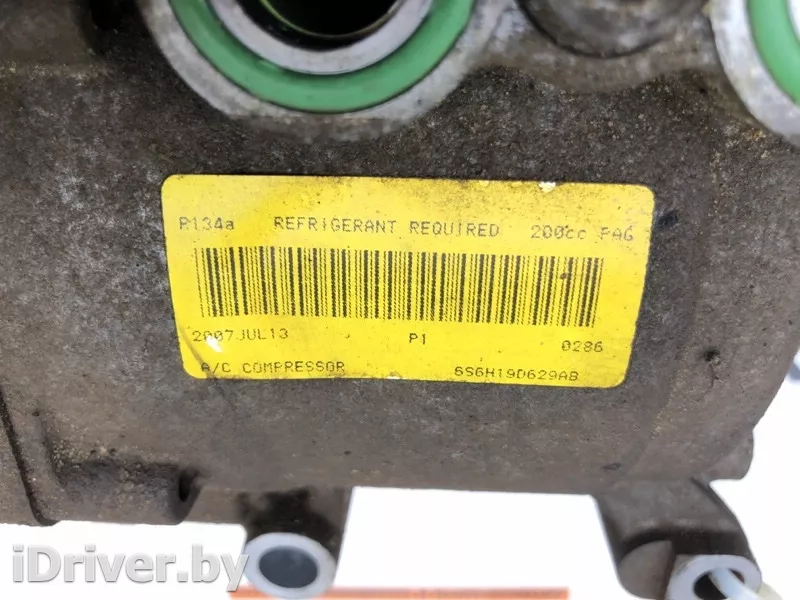 R134a REFRIGERANT REQUIRED 200cc PAG
2007JUL13 P1 0286
A/C COMPRESSOR 6S6H19D629AB
iDriver.by